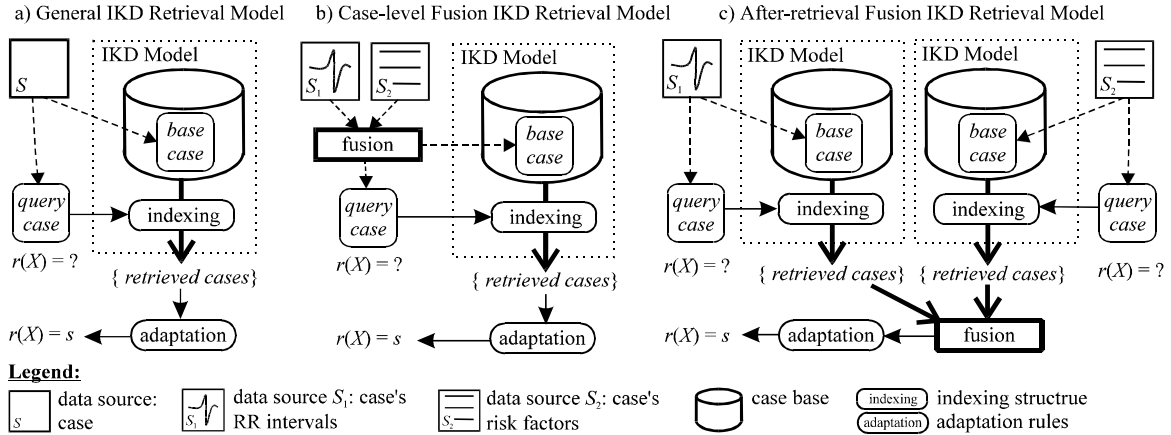 a) General IKD Retrieval Model
b) Case-level Fusion IKD Retrieval Model
c) After-retrieval Fusion IKD Retrieval Model
S
IKD Model
base
case
query
case
indexing
r(X) = ?
{ retrieved cases}
r(X) = s
adaptation
S1
S2
IKD Model
fusion
base
case
query
case
indexing
r(X) = ?
{ retrieved cases}
r(X) = s
adaptation
S1
IKD Model
IKD Model
S2
base
case
base
case
query
case
indexing
indexing
query
case
r(X) = ?
{ retrieved cases}
{ retrieved cases}
r(X) = ?
r(X) = s
adaptation
fusion
Legend:
S
data source:
case
S1
data source S1: case's
RR intervals
S2
data source S2: case's
risk factors
case base
indexing
indexing structrue
adaptation
adaptation rules